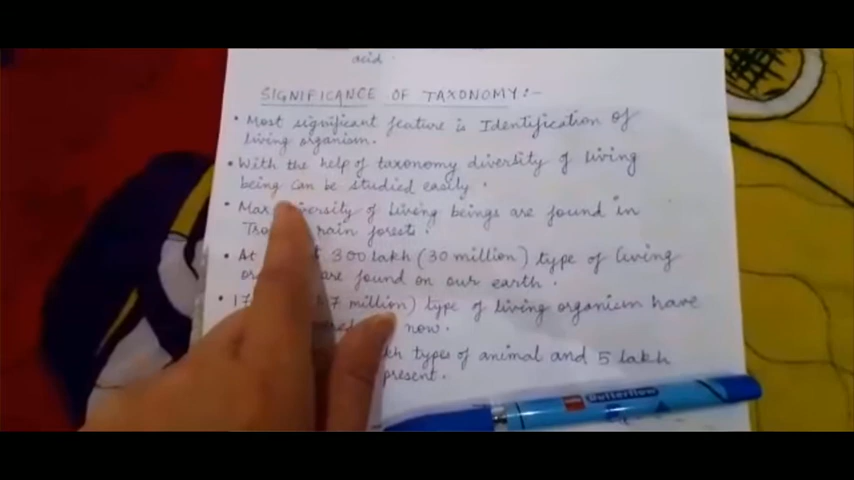 acid.
SIGNIFICANCE OF TAXONOMY:-
• Most significant feature is Identification of
living organism.
• With the help of taxonomy diversity of living
being can be studied easily.
• diversity of living beings are found in
rain forests.
• At 300 lakh (30 million) type of living
are found on our earth.
• 7 million) type of living organism have
now.
types of animal and 5 lakh
present.
Butterflow